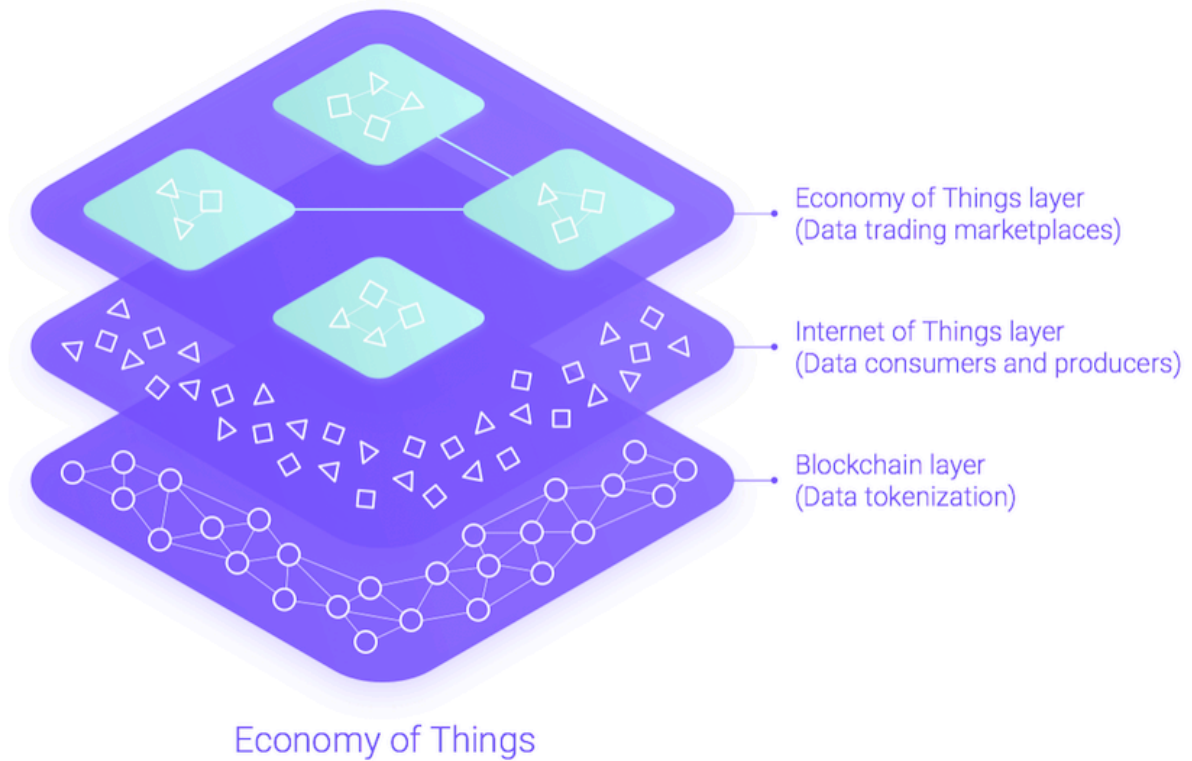 Economy of Things layer
(Data trading marketplaces)
Internet of Things layer
(Data consumers and producers)
Blockchain layer
(Data tokenization)
Economy of Things